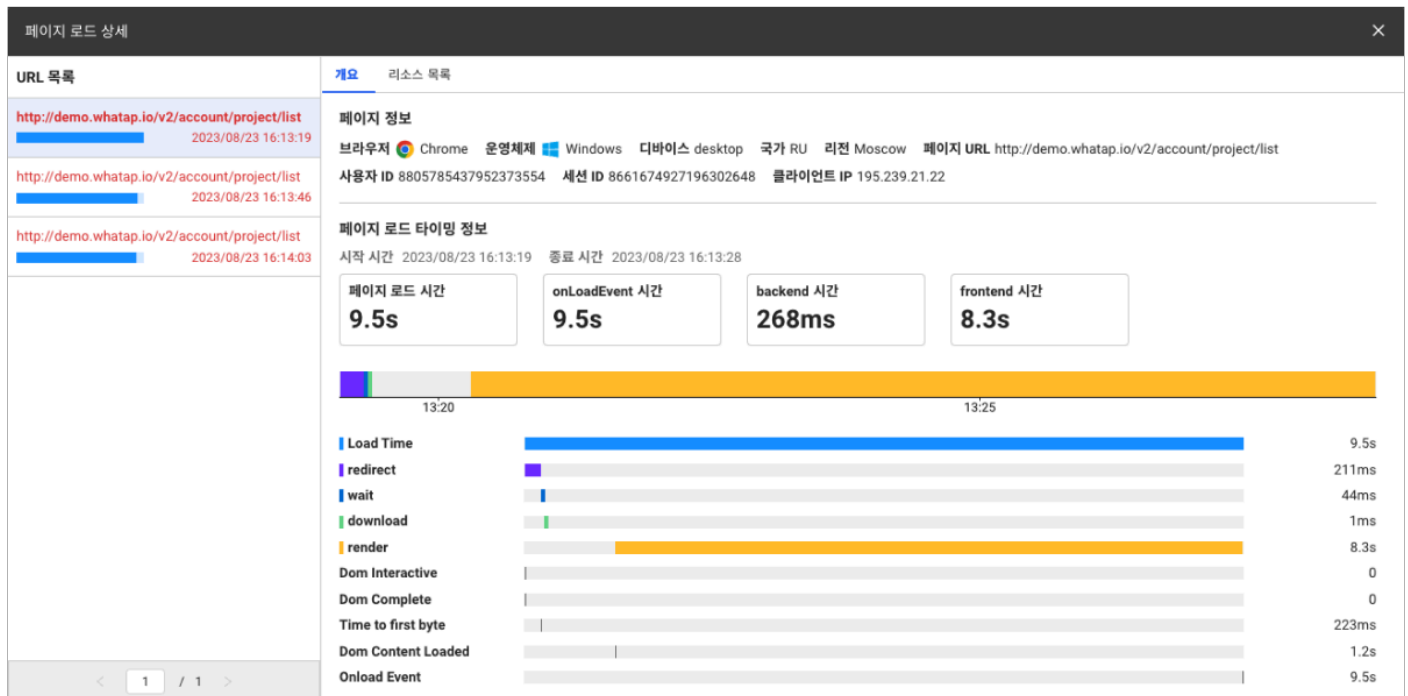 페이지 로드 상세
URL 목록
http://demo.whatap.io/v2/account/project/list
2023/08/23 16:13:19
http://demo.whatap.io/v2/account/project/list
2023/08/23 16:13:46
http://demo.whatap.io/v2/account/project/list
2023/08/23 16:14:03
1 / 1
개요 리소스 목록
페이지 정보
브라우저 Chrome 운영체제 Windows 디바이스 desktop 국가 RU 리전 Moscow 페이지 URL http://demo.whatap.io/v2/account/project/list
사용자 ID 8805785437952373554 세션 ID 8661674927196302648 클라이언트 IP 195.239.21.22
페이지 로드 타이밍 정보
시작 시간 2023/08/23 16:13:19 종료 시간 2023/08/23 16:13:28
페이지 로드 시간
9.5s
onLoadEvent 시간
9.5s
backend 시간
268ms
frontend 시간
8.3s
13:20 13:25
Load Time 9.5s
redirect 211ms
wait 44ms
download 1ms
render 8.3s
Dom Interactive 0
Dom Complete 0
Time to first byte 223ms
Dom Content Loaded 1.2s
Onload Event 9.5s